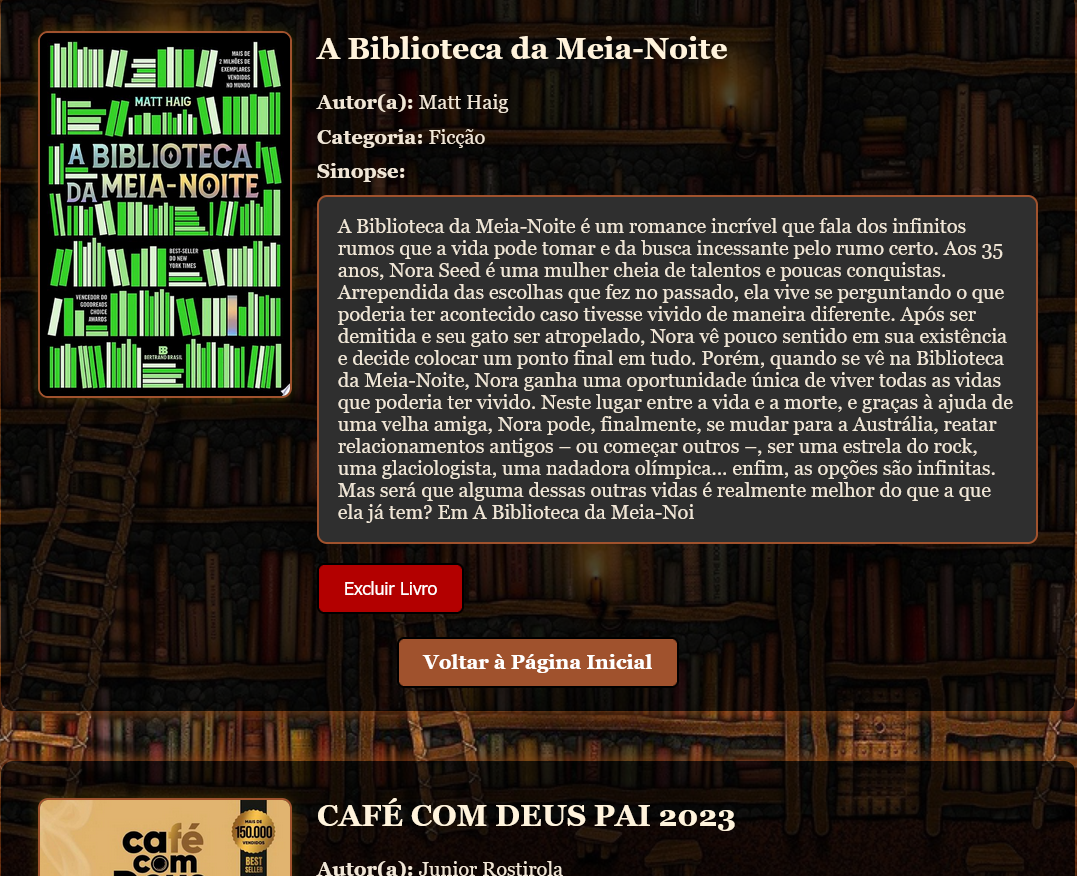 MAIS DE
2 MILHÕES DE
EXEMPLARES
VENDIDOS
NO MUNDO
MATT HAIG
A BIBLIOTECA
DA MEIA-NOITE
BEST-SELLER
DO NEW
YORK TIMES
VENCEDOR DO
GOODREADS
CHOICE
AWARDS
BB
BERTRAND BRASIL
A Biblioteca da Meia-Noite
Autor(a): Matt Haig
Categoria: Ficção
Sinopse:
A Biblioteca da Meia-Noite é um romance incrível que fala dos infinitos
rumos que a vida pode tomar e da busca incessante pelo rumo certo. Aos 35
anos, Nora Seed é uma mulher cheia de talentos e poucas conquistas.
Arrependida das escolhas que fez no passado, ela vive se perguntando o que
poderia ter acontecido caso tivesse vivido de maneira diferente. Após ser
demitida e seu gato ser atropelado, Nora vê pouco sentido em sua existência
e decide colocar um ponto final em tudo. Porém, quando se vê na Biblioteca
da Meia-Noite, Nora ganha uma oportunidade única de viver todas as vidas
que poderia ter vivido. Neste lugar entre a vida e a morte, e graças à ajuda de
uma velha amiga, Nora pode, finalmente, se mudar para a Austrália, reatar
relacionamentos antigos – ou começar outros –, ser uma estrela do rock,
uma glaciologista, uma nadadora olímpica... enfim, as opções são infinitas.
Mas será que alguma dessas outras vidas é realmente melhor do que a que
ela já tem? Em A Biblioteca da Meia-Noi
Excluir Livro
Voltar à Página Inicial
café
com
Deus
MAIS DE
150.000
VENDIDOS
BEST
SELLER
CAFÉ COM DEUS PAI 2023
Autor(a): Junior Rostirola